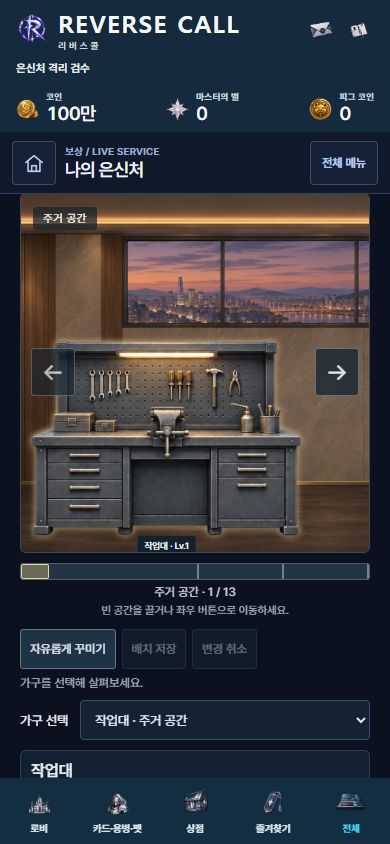 REVERSE CALL
리버스콜
은신처 격리 검수
코인
100만
마스터의 별
0
피그 코인
0
보상 / LIVE SERVICE
나의 은신처
전체 메뉴
주거 공간
작업대 · Lv.1
주거 공간 · 1 / 13
빈 공간을 끌거나 좌우 버튼으로 이동하세요.
자유롭게 꾸미기
배치 저장
변경 취소
가구를 선택해 살펴보세요.
가구 선택
작업대 · 주거 공간
작업대
로비
카드·용병·펫
상점
즐겨찾기
전체